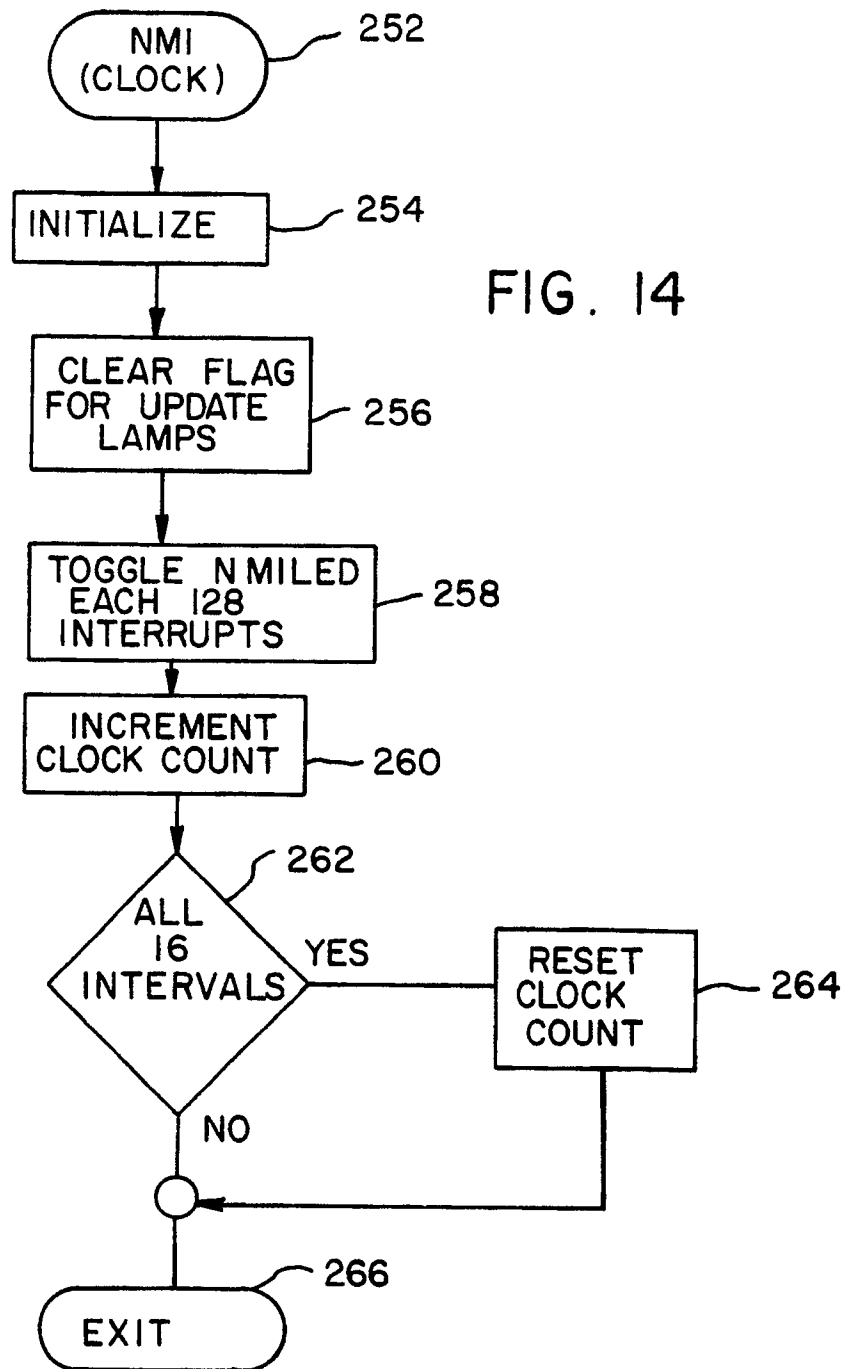 NMI
(CLOCK)
252
INITIALIZE
254
FIG. 14
CLEAR FLAG
FOR UPDATE
LAMPS
256
TOGGLE NMILED
EACH 128
INTERRUPTS
258
INCREMENT
CLOCK COUNT
260
262
ALL
16
INTERVALS
YES
RESET
CLOCK
COUNT
264
NO
266
EXIT